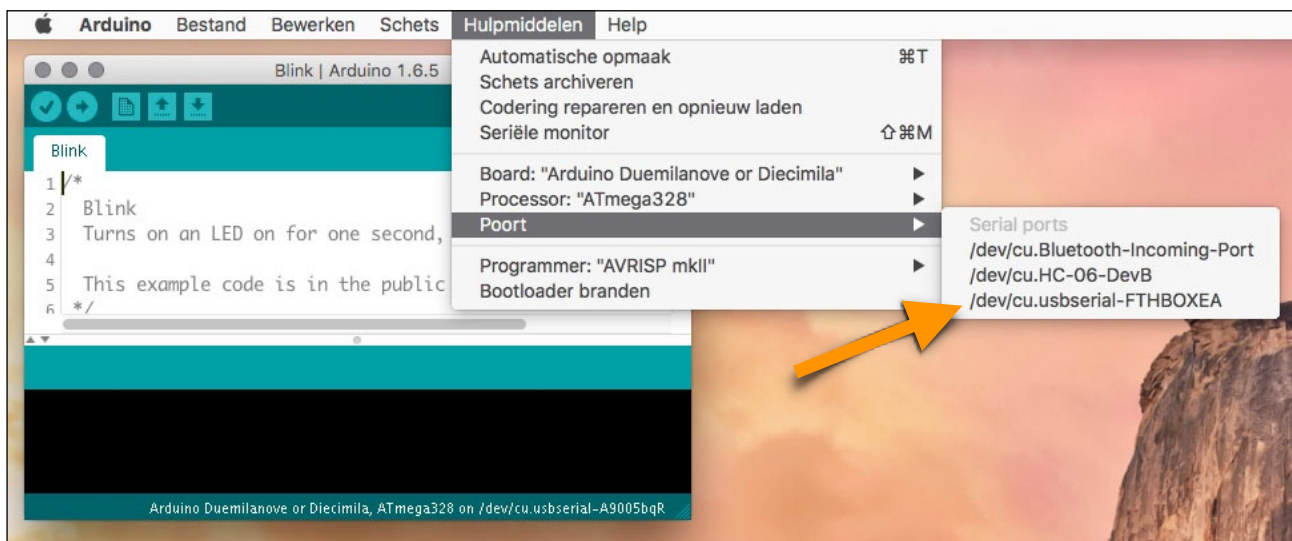 Arduino Bestand Bewerken Schets Hulpmiddelen Help
Blink | Arduino 1.6.5
Blink
1 /*
2 Blink
3 Turns on an LED on for one second,
4
5 This example code is in the public
6 */
Automatische opmaak ⌘T
Schets archiveren
Codering repareren en opnieuw laden
Seriële monitor ⇧⌘M
Board: "Arduino Duemilanove or Diecimila"
Processor: "ATmega328"
Poort
Programmer: "AVRISP mkII"
Bootloader branden
Serial ports
/dev/cu.Bluetooth-Incoming-Port
/dev/cu.HC-06-DevB
/dev/cu.usbserial-FTHBOXEA
Arduino Duemilanove or Diecimila, ATmega328 on /dev/cu.usbserial-A9005bqR